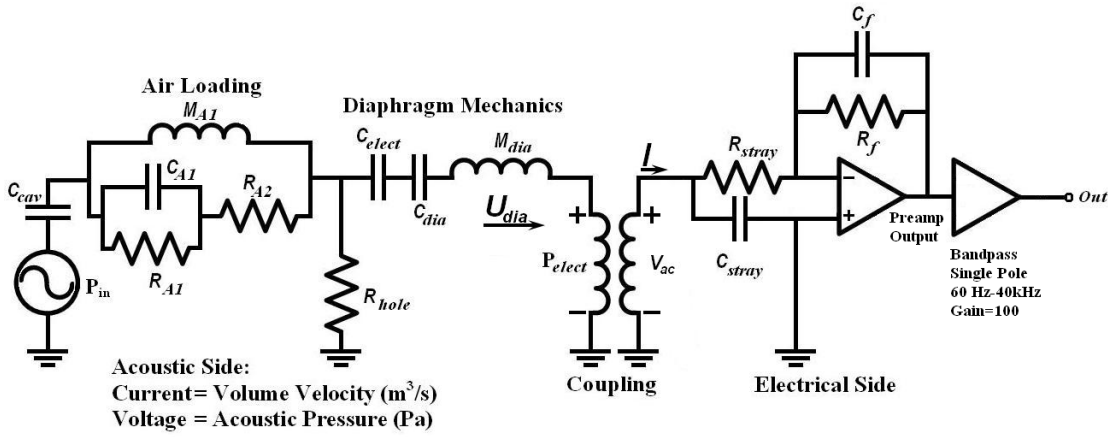 Air Loading
M_A1
C_A1
R_A2
R_A1
C_cav
P_in
R_hole
Diaphragm Mechanics
C_elect
M_dia
C_dia
U_dia
+
P_elect
−
Coupling
I
+
V_ac
−
R_stray
C_stray
C_f
R_f
−
+
Preamp
Output
Out
Bandpass
Single Pole
60 Hz-40kHz
Gain=100
Electrical Side
Acoustic Side:
Current= Volume Velocity (m³/s)
Voltage = Acoustic Pressure (Pa)